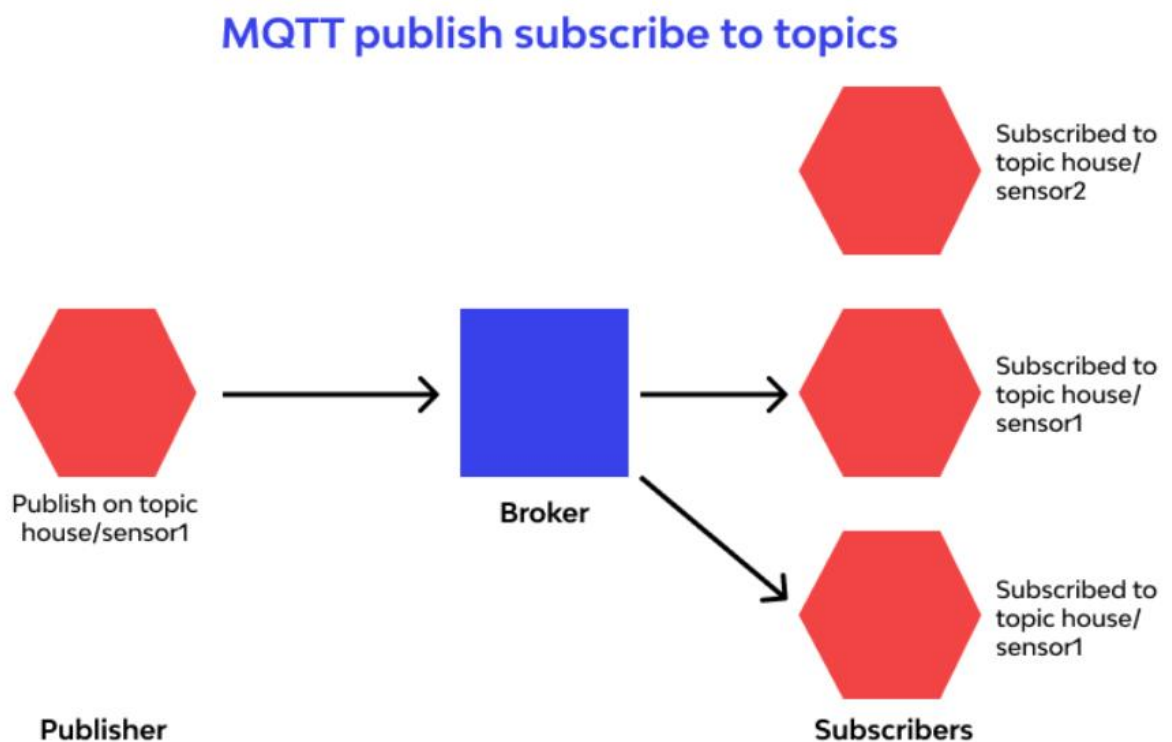 MQTT publish subscribe to topics
Subscribed to
topic house/
sensor2
Subscribed to
topic house/
sensor1
Publish on topic
house/sensor1
Broker
Subscribed to
topic house/
sensor1
Publisher
Subscribers